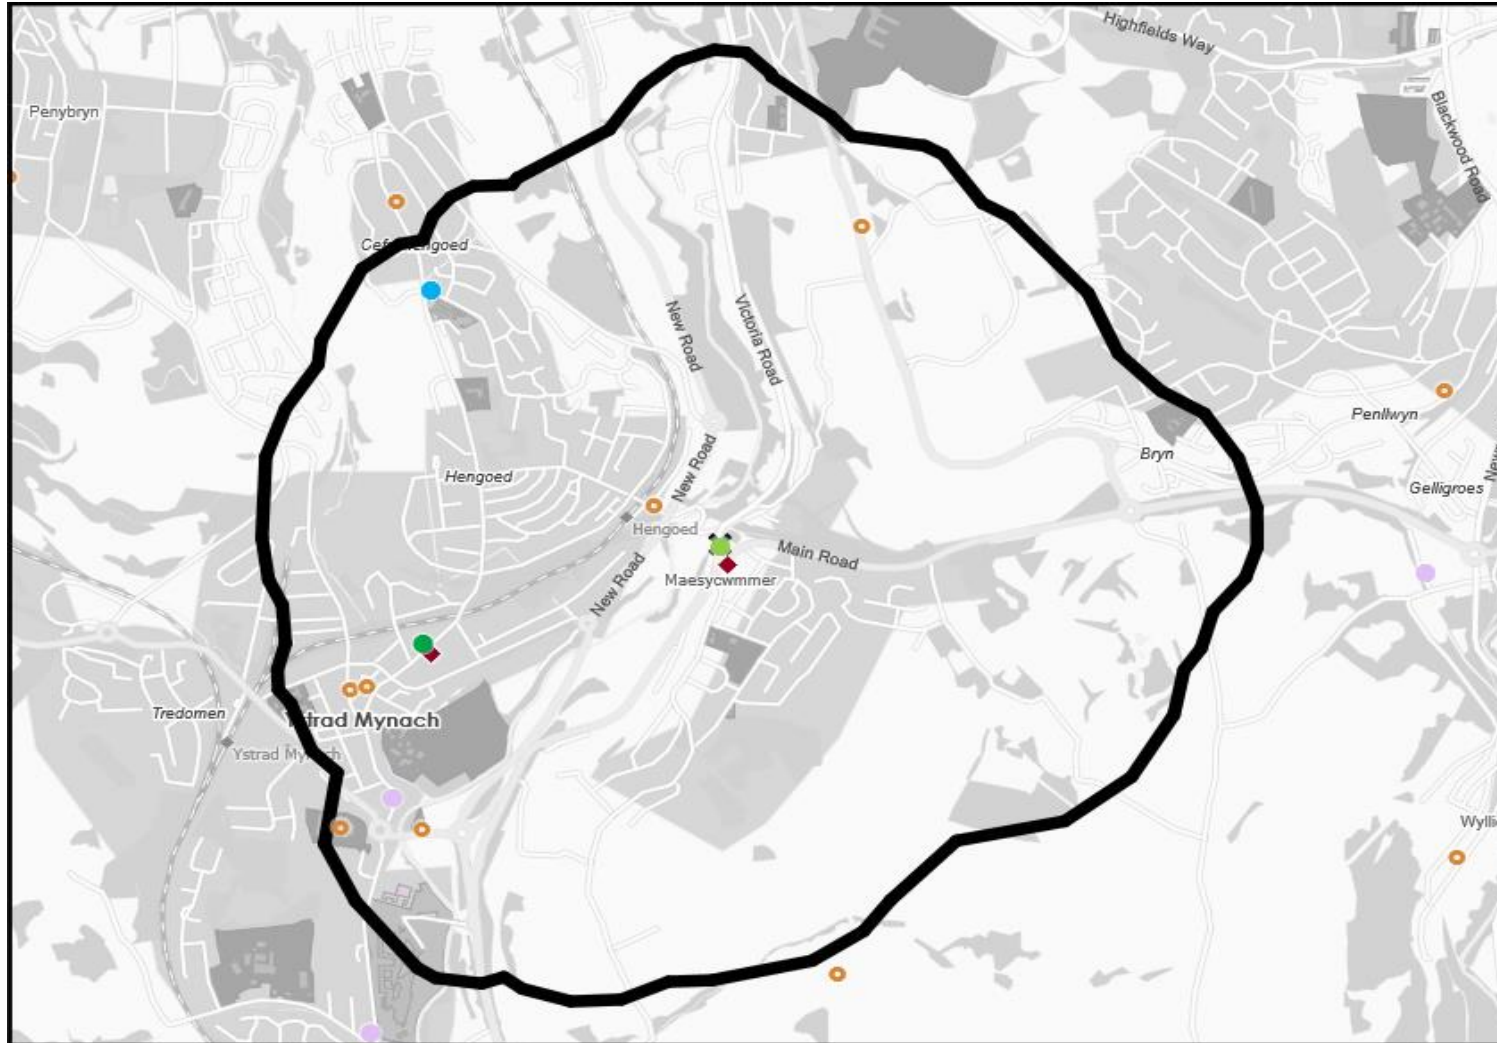 Highfields Way
Penybryn
Blackwood Road
New Road
Victoria Road
Penllwyn
Bryn
New Road
Hengoed
Gelligroes
Hengoed
Main Road
Maesycwmmer
New Road
Tredomen
Mynach
Ystrad